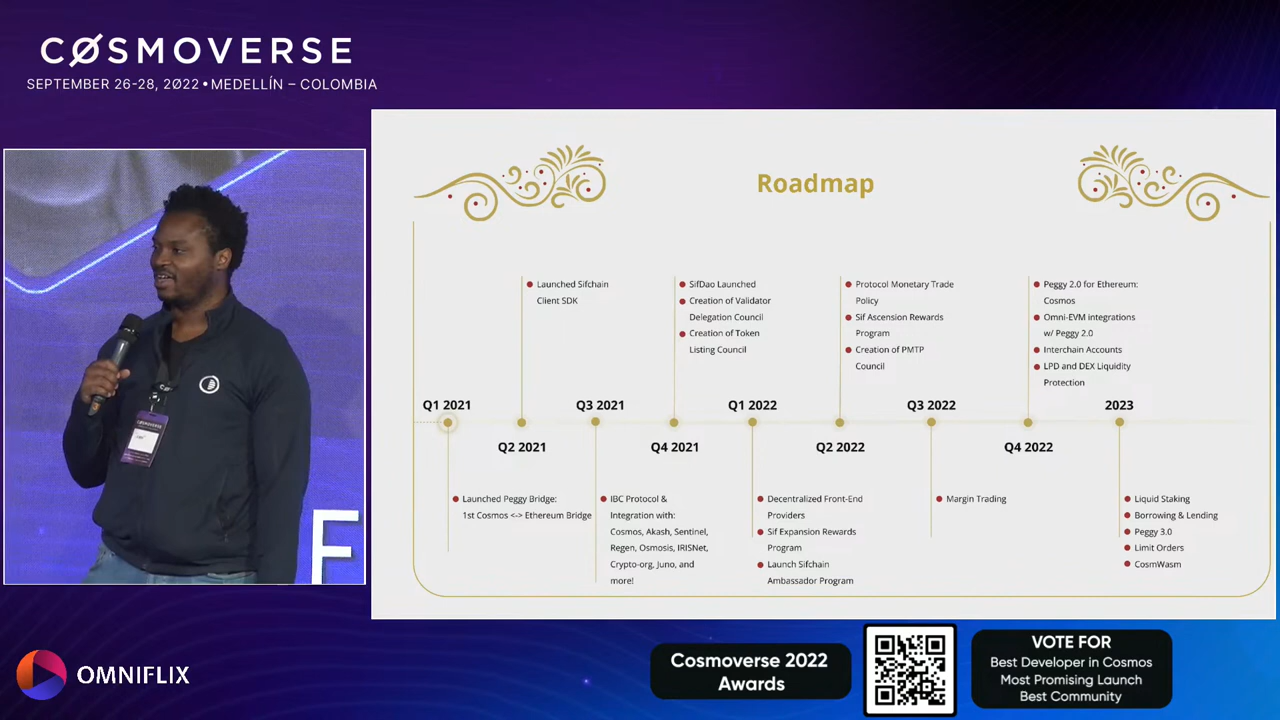 CØSMOVERSE
SEPTEMBER 26-28, 2022 • MEDELLÍN – COLOMBIA
Roadmap
Launched Sifchain
Client SDK
SifDao Launched
Creation of Validator
Delegation Council
Creation of Token
Listing Council
Protocol Monetary Trade
Policy
Sif Ascension Rewards
Program
Creation of PMTP
Council
Peggy 2.0 for Ethereum:
Cosmos
Omni-EVM integrations
w/ Peggy 2.0
Interchain Accounts
LPD and DEX Liquidity
Protection
Q1 2021
Q3 2021
Q1 2022
Q3 2022
2023
Q2 2021
Q4 2021
Q2 2022
Q4 2022
Launched Peggy Bridge:
1st Cosmos <-> Ethereum Bridge
IBC Protocol &
Integration with:
Cosmos, Akash, Sentinel,
Regen, Osmosis, IRISNet,
Crypto-org, Juno, and
more!
Decentralized Front-End
Providers
Sif Expansion Rewards
Program
Launch Sifchain
Ambassador Program
Margin Trading
Liquid Staking
Borrowing & Lending
Peggy 3.0
Limit Orders
CosmWasm
COSMOVERSE
F
OMNIFLIX
Cosmoverse 2022
Awards
VOTE FOR
Best Developer in Cosmos
Most Promising Launch
Best Community